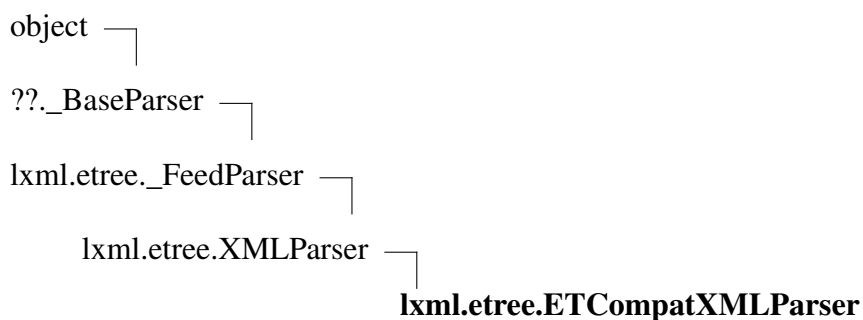 object
??._BaseParser
lxml.etree._FeedParser
lxml.etree.XMLParser
lxml.etree.ETCompatXMLParser